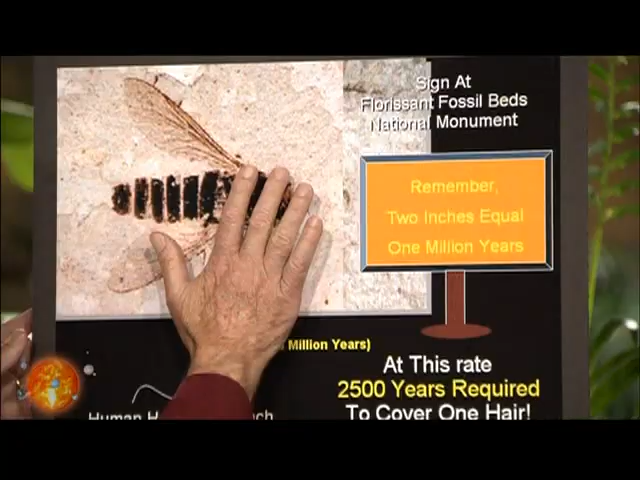 Sign At
Florissant Fossil Beds
National Monument
Remember,
Two Inches Equal
One Million Years
Million Years)
At This rate
2500 Years Required
To Cover One Hair!
Human